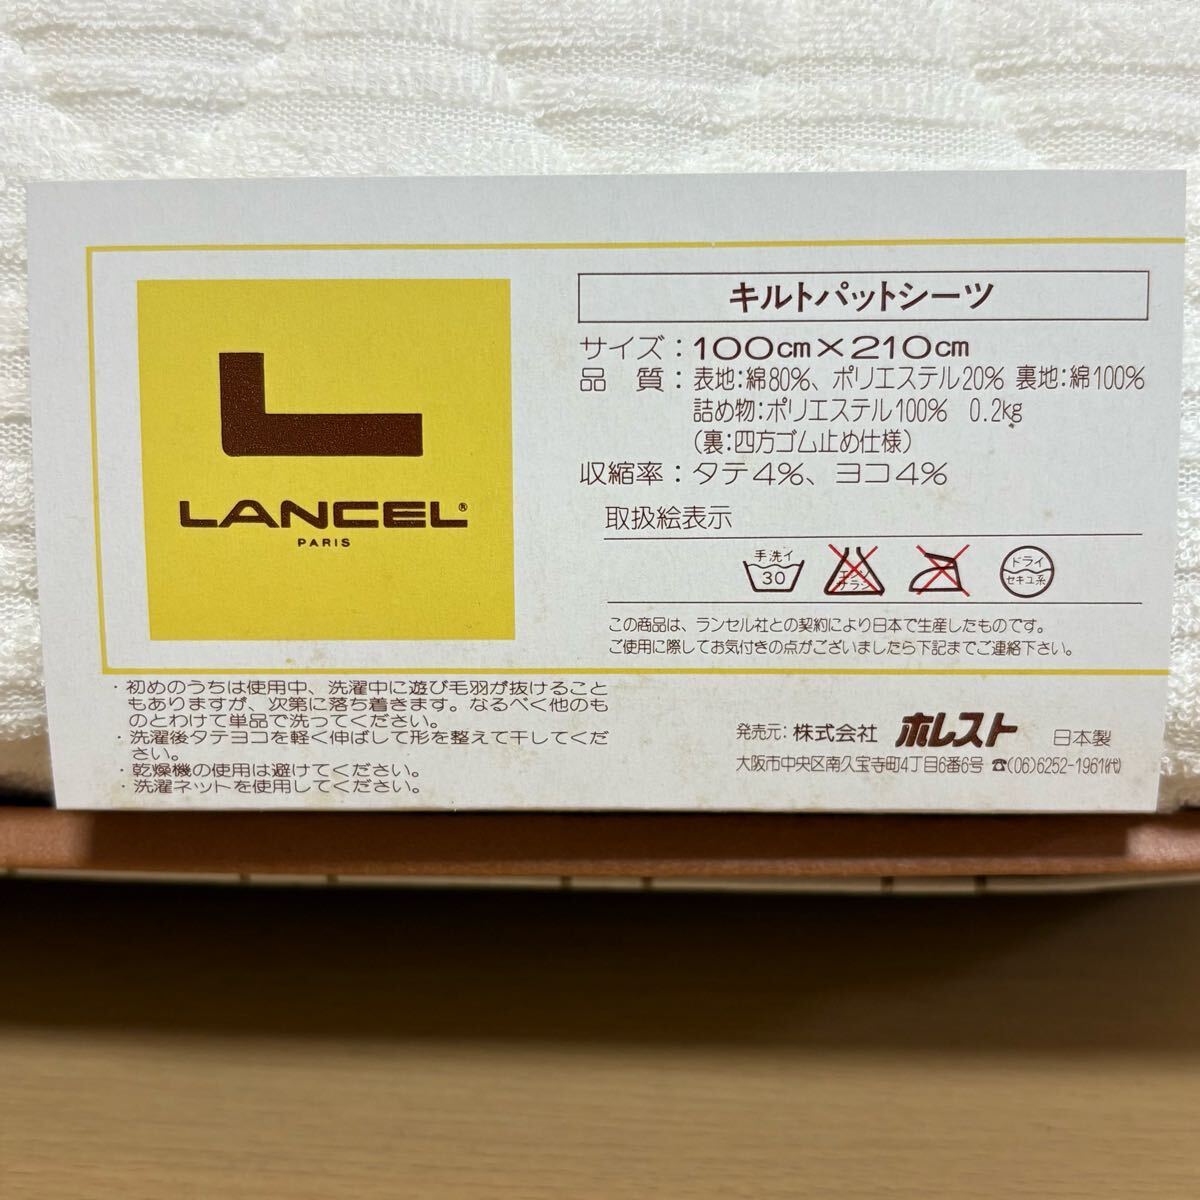 LANCEL®
PARIS
キルトパットシーツ
サイズ：100cm×210cm
品　質：表地:綿80%、ポリエステル20% 裏地:綿100%
詰め物:ポリエステル100%　0.2kg
(裏:四方ゴム止め仕様)
収縮率：タテ4%、ヨコ4%
取扱絵表示
手洗イ
30
エンソ
サラシ
ドライ
セキユ系
この商品は、ランセル社との契約により日本で生産したものです。
ご使用に際してお気付きの点がございましたら下記までご連絡下さい。
・初めのうちは使用中、洗濯中に遊び毛羽が抜けること
もありますが、次第に落ち着きます。なるべく他のも
のとわけて単品で洗ってください。
・洗濯後タテヨコを軽く伸ばして形を整えて干してくだ
さい。
・乾燥機の使用は避けてください。
・洗濯ネットを使用してください。
発売元：株式会社 ホレスト 日本製
大阪市中央区南久宝寺町4丁目6番6号 ☎(06)6252-1961㈹